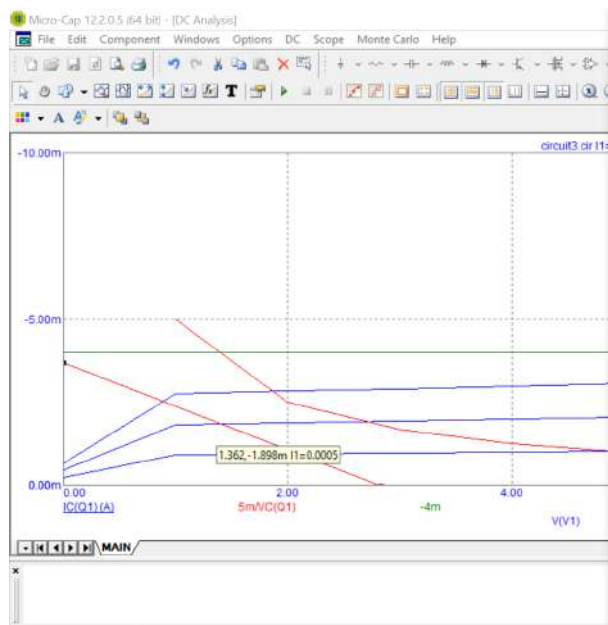 Micro-Cap 12.2.0.5 (64 bit) - [DC Analysis]
File Edit Component Windows Options DC Scope Monte Carlo Help
T
A
circuit3.cir I1=
-10.00m
-5.00m
1.362,-1.898m I1=0.0005
0.00m
0.00 2.00 4.00
IC(Q1)(A) 5m/VC(Q1) -4m
V(V1)
MAIN